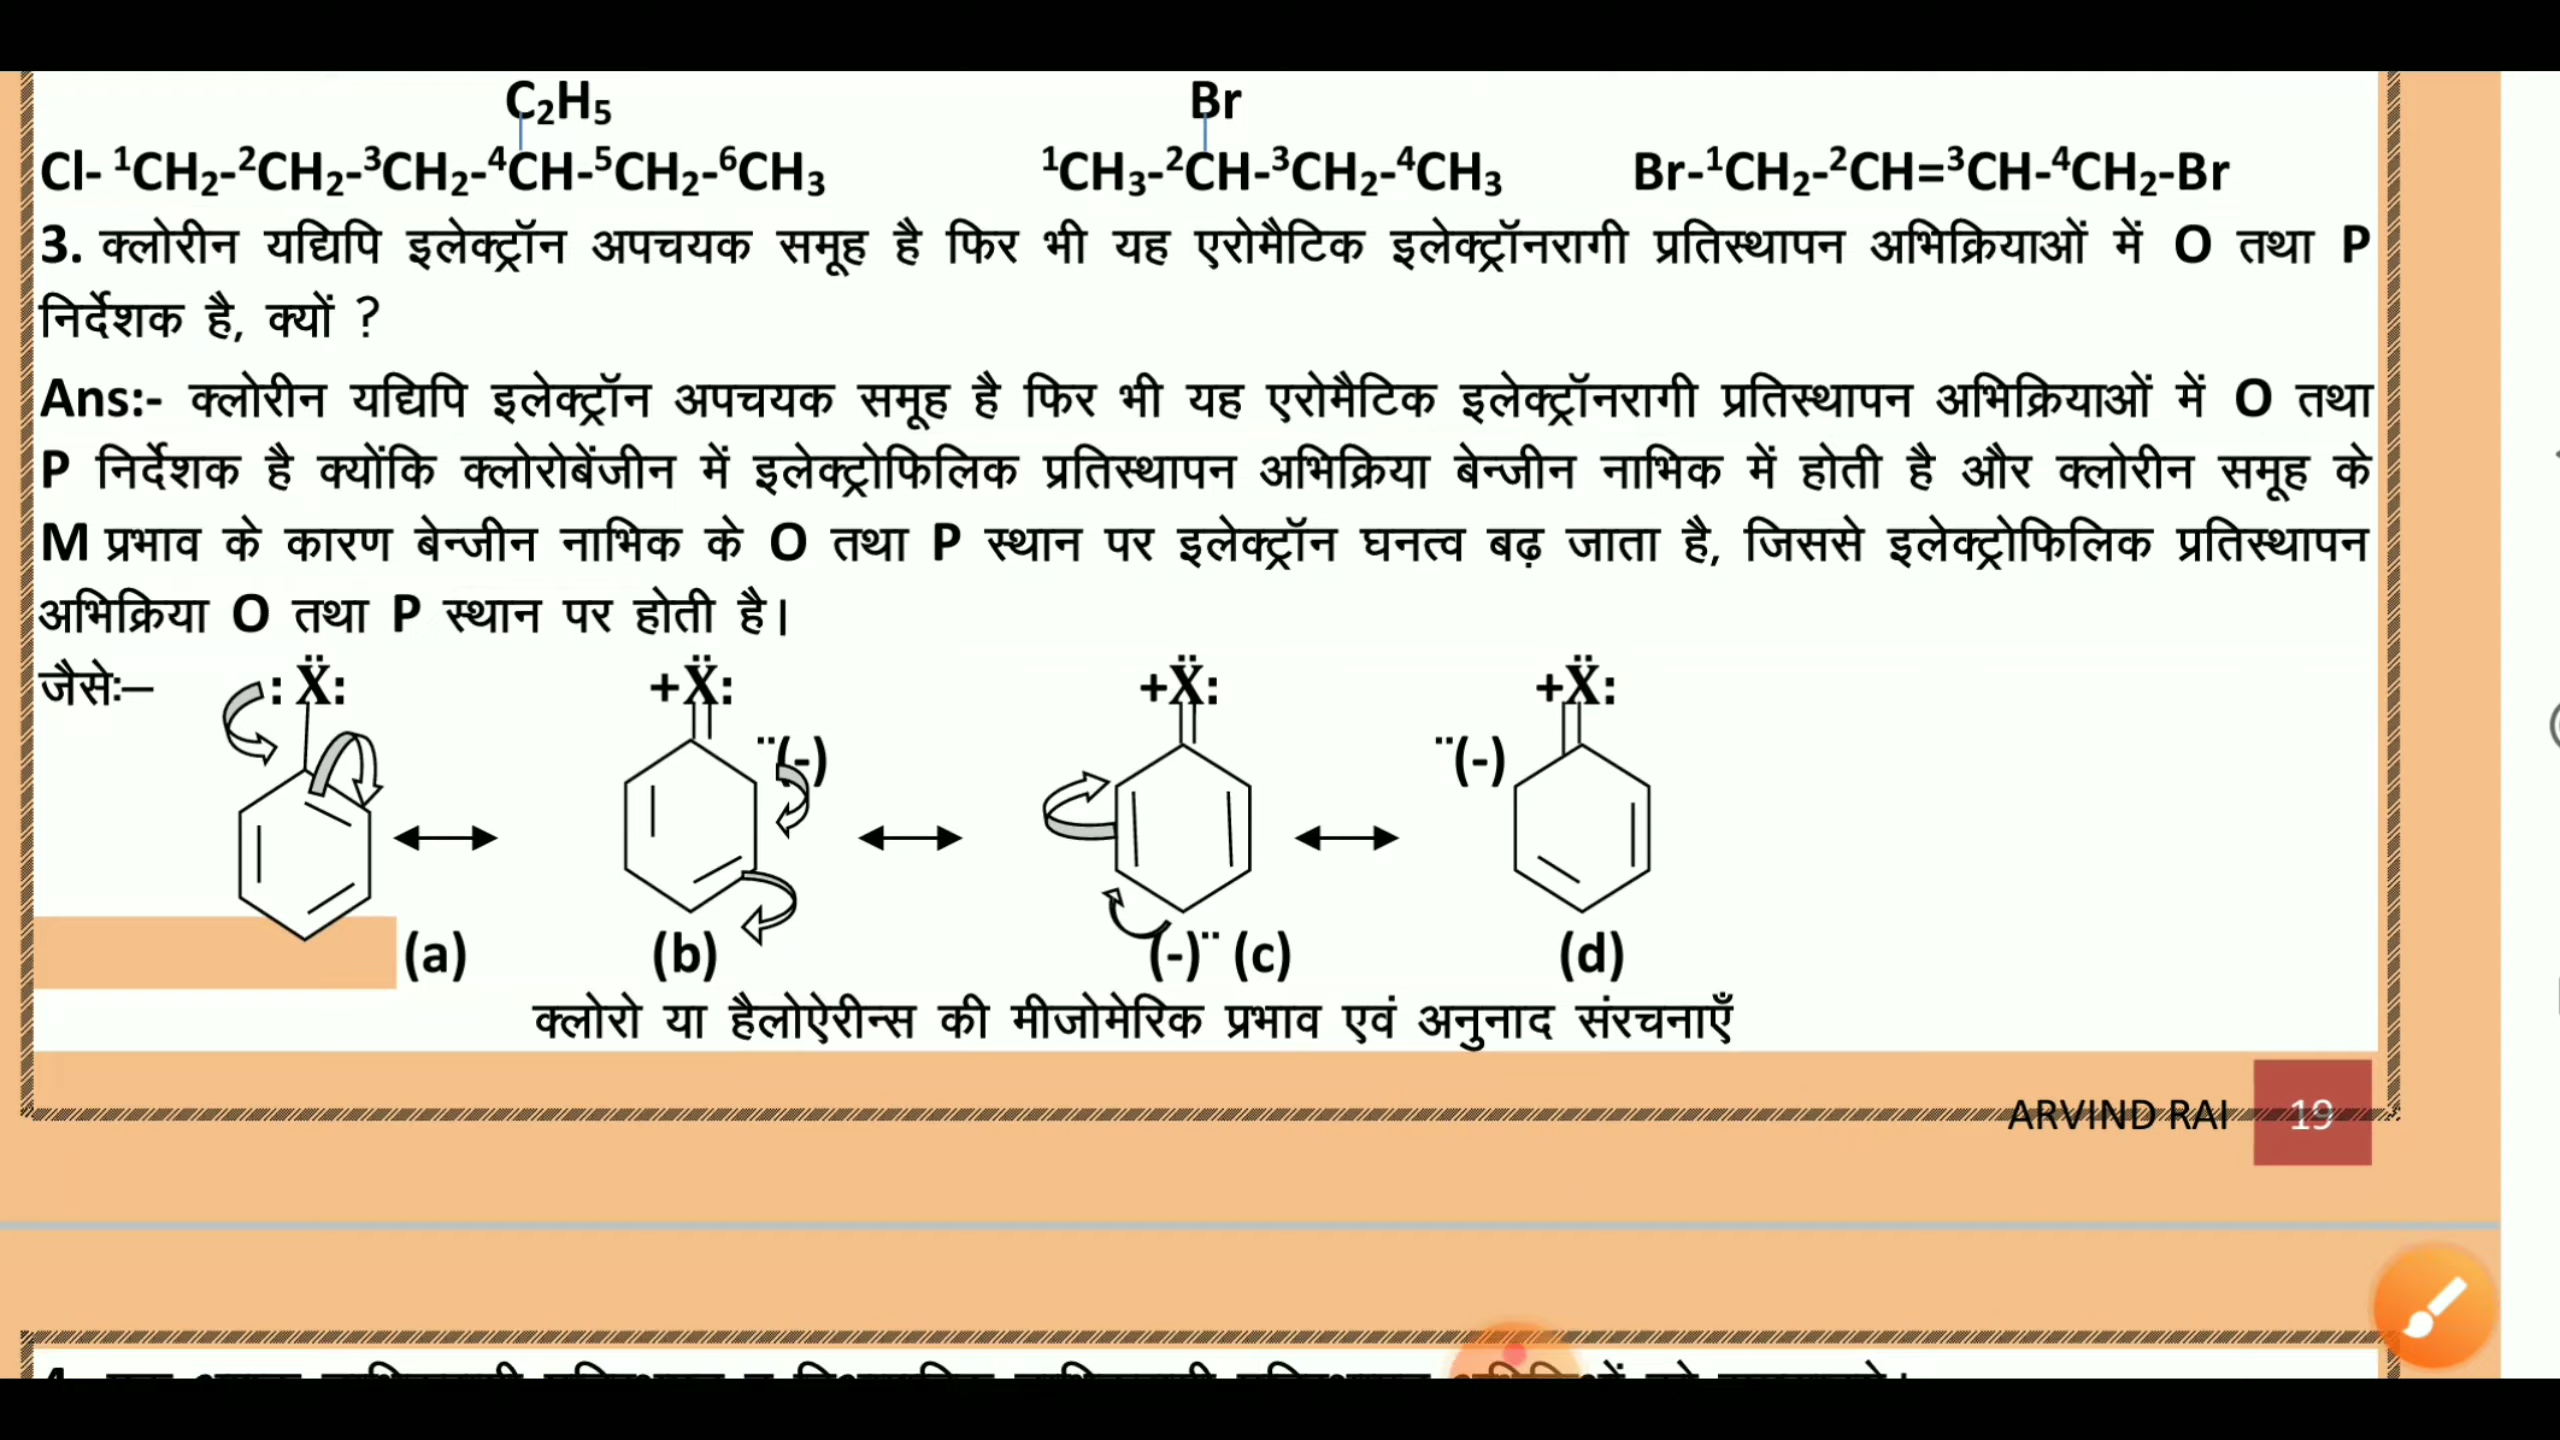 C₂H₅ Br
Cl- ¹CH₂-²CH₂-³CH₂-⁴CH-⁵CH₂-⁶CH₃ ¹CH₃-²CH-³CH₂-⁴CH₃ Br-¹CH₂-²CH=³CH-⁴CH₂-Br
3. क्लोरीन यद्यिपि इलेक्ट्रॉन अपचयक समूह है फिर भी यह एरोमैटिक इलेक्ट्रॉनरागी प्रतिस्थापन अभिक्रियाओं में O तथा P
निर्देशक है, क्यों ?
Ans:- क्लोरीन यद्यिपि इलेक्ट्रॉन अपचयक समूह है फिर भी यह एरोमैटिक इलेक्ट्रॉनरागी प्रतिस्थापन अभिक्रियाओं में O तथा
P निर्देशक है क्योंकि क्लोरोबेंजीन में इलेक्ट्रोफिलिक प्रतिस्थापन अभिक्रिया बेन्जीन नाभिक में होती है और क्लोरीन समूह के
M प्रभाव के कारण बेन्जीन नाभिक के O तथा P स्थान पर इलेक्ट्रॉन घनत्व बढ़ जाता है, जिससे इलेक्ट्रोफिलिक प्रतिस्थापन
अभिक्रिया O तथा P स्थान पर होती है।
जैसेः– :Ẍ: +Ẍ: +Ẍ: +Ẍ:
¨(-) ¨(-)
(a) (b) (-)¨ (c) (d)
क्लोरो या हैलोऐरीन्स की मीजोमेरिक प्रभाव एवं अनुनाद संरचनाएँ
ARVIND RAI 19